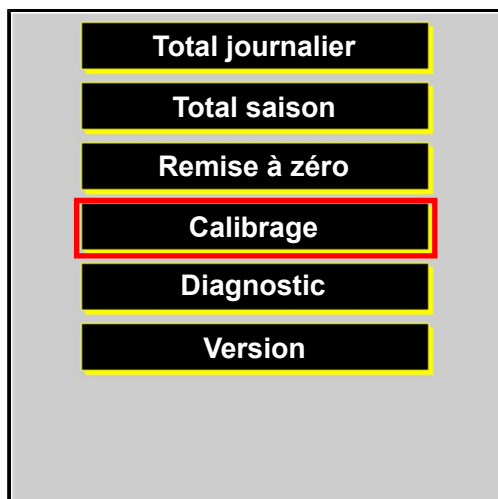 Total journalier
Total saison
Remise à zéro
Calibrage
Diagnostic
Version